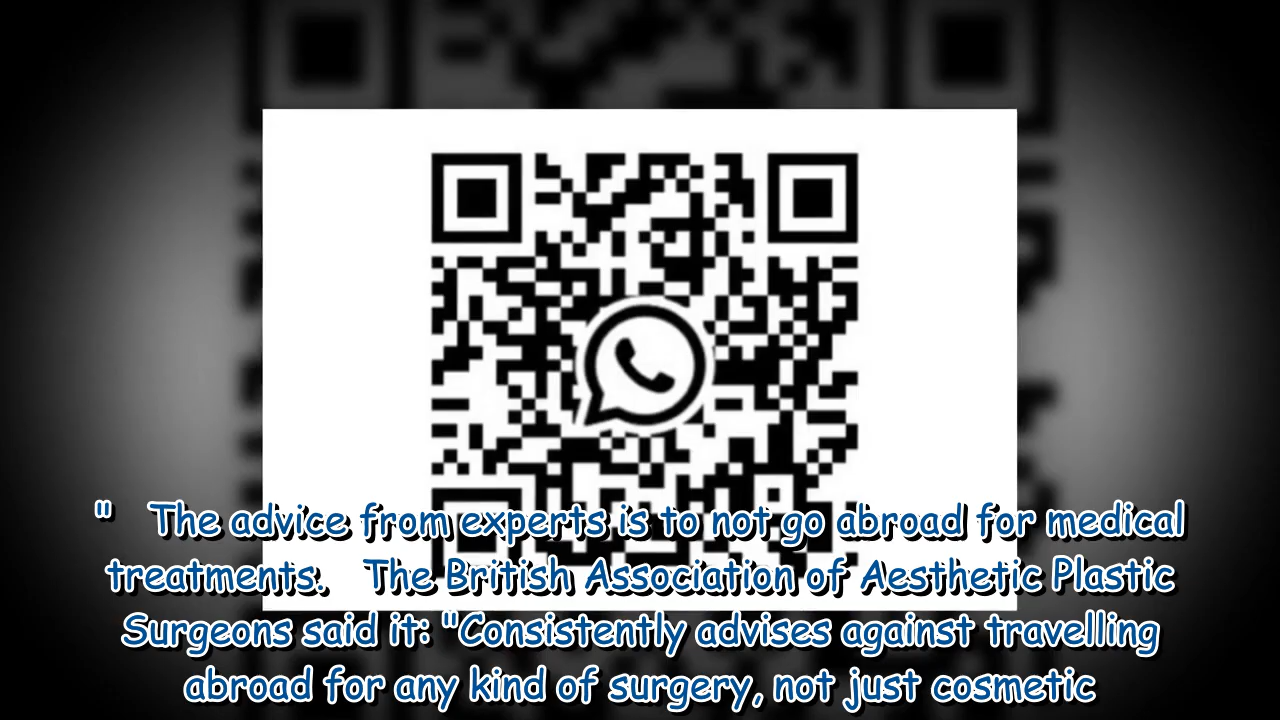 "   The advice from experts is to not go abroad for medical
treatments.   The British Association of Aesthetic Plastic
Surgeons said it: "Consistently advises against travelling
abroad for any kind of surgery, not just cosmetic